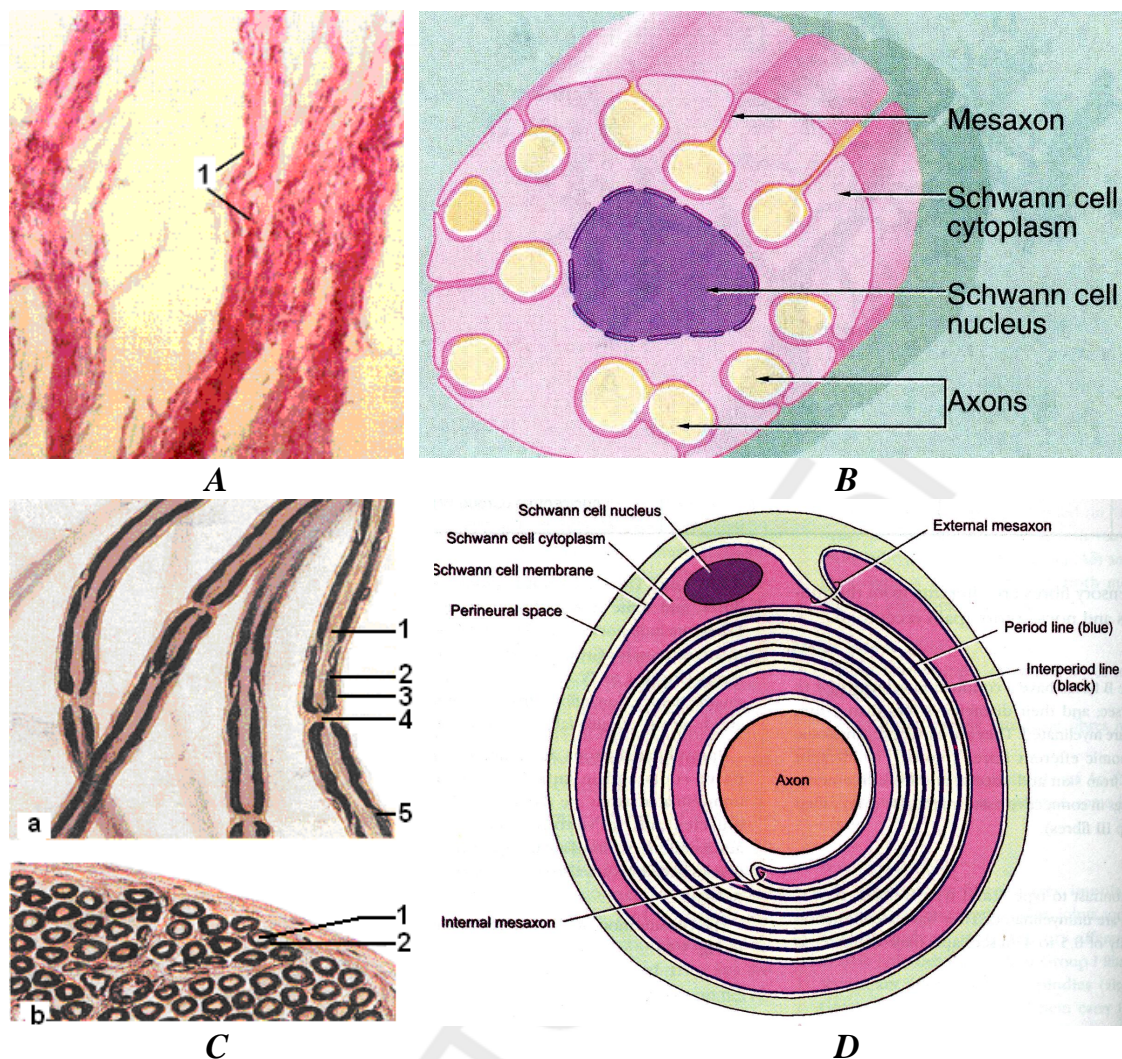 1
Mesaxon
Schwann cell
cytoplasm
Schwann cell
nucleus
Axons
A
B
1
2
3
4
5
a
1
2
b
C
Schwann cell nucleus
Schwann cell cytoplasm
Schwann cell membrane
Perineural space
External mesaxon
Period line (blue)
Interperiod line
(black)
Axon
Internal mesaxon
D